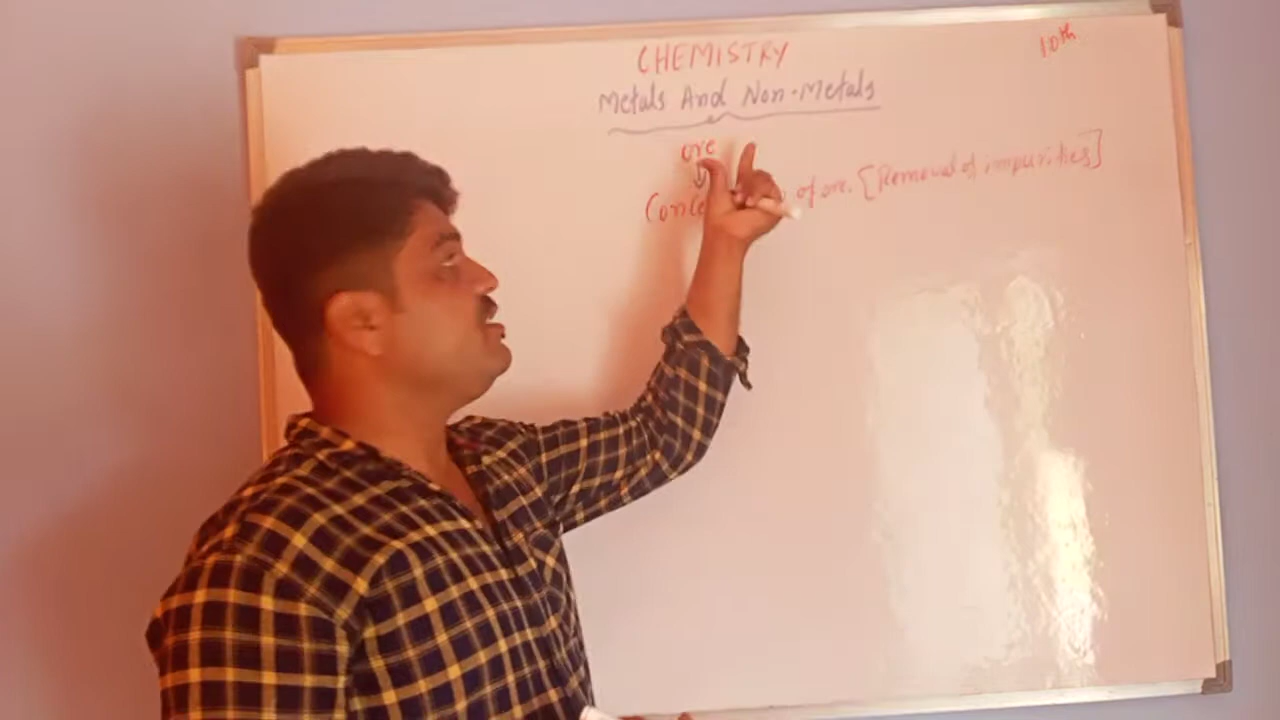 10th
CHEMISTRY
Metals And Non-Metals
ore
of ore. [Removal of impurities]